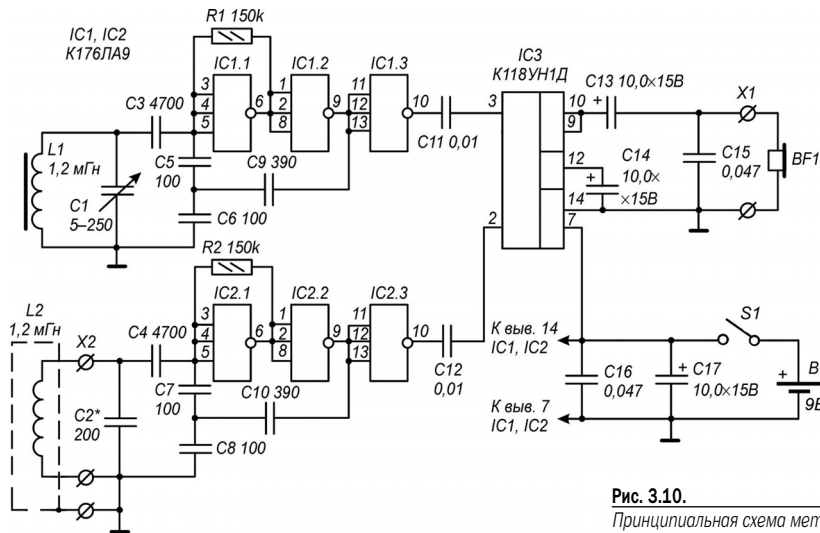 IC1, IC2
К176ЛА9
R1 150k
IC1.1
IC1.2
IC1.3
3
4
5
6
1
2
8
9
11
12
13
10
C3 4700
L1
1,2 мГн
C1
5–250
C5
100
C6 100
C9 390
C11 0,01
IC3
К118УН1Д
3
2
10
9
12
14
7
C13 10,0×15В
+
C14
10,0×
×15В
+
C15
0,047
X1
BF1
R2 150k
IC2.1
IC2.2
IC2.3
3
4
5
6
1
2
8
9
11
12
13
10
L2
1,2 мГн
X2
C4 4700
C2*
200
C7
100
C8 100
C10 390
C12
0,01
К выв. 14
IC1, IC2
К выв. 7
IC1, IC2
C16
0,047
+
C17
10,0×15В
S1
+
9В
Рис. 3.10.
Принципиальная схема мет